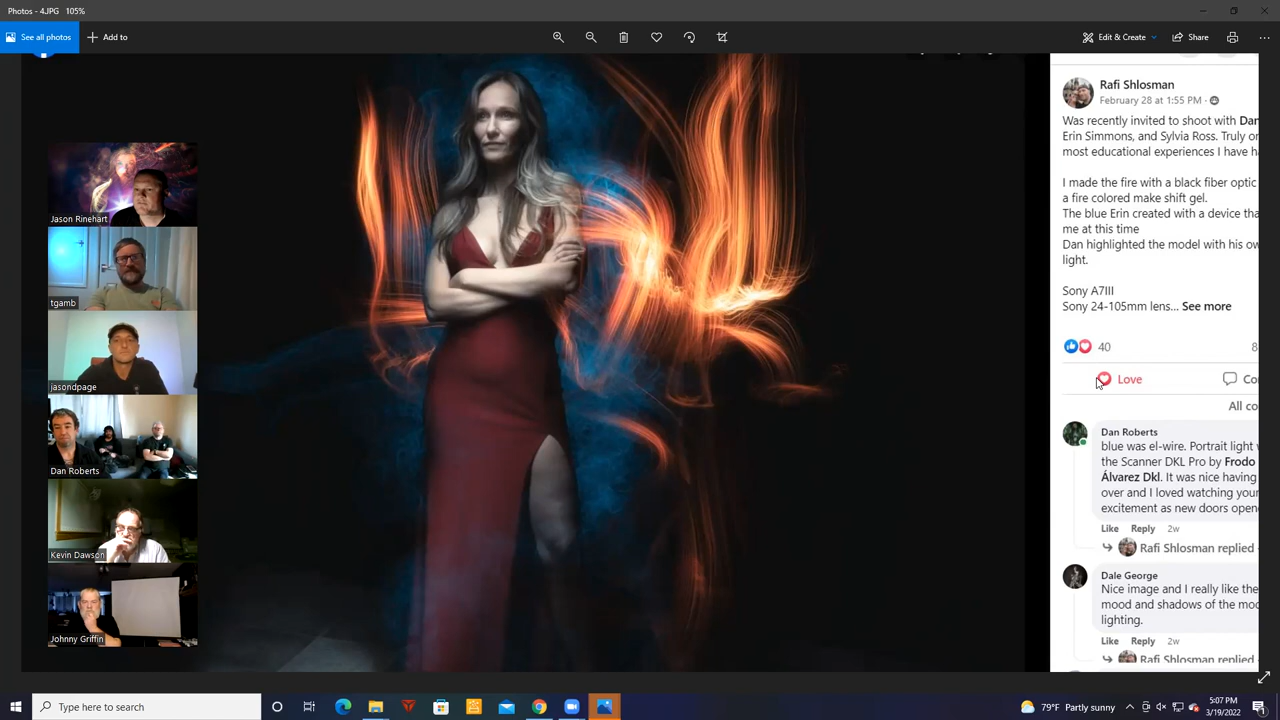 Photos - 4.JPG 105%
See all photos
Add to
Edit & Create
Share
Jason Rinehart
tgamb
jasondpage
Dan Roberts
Kevin Dawson
Johnny Griffin
Rafi Shlosman
February 28 at 1:55 PM ·
Was recently invited to shoot with Dan
Erin Simmons, and Sylvia Ross. Truly
most educational experiences I have
I made the fire with a black fiber optic
a fire colored make shift gel.
The blue Erin created with a device
me at this time
Dan highlighted the model with his
light.
Sony A7III
Sony 24-105mm lens... See more
40
8
Love
All
Dan Roberts
blue was el-wire. Portrait light
the Scanner DKL Pro by Frodo
Álvarez Dkl. It was nice having
over and I loved watching your
excitement as new doors
Like Reply 2w
Rafi Shlosman replied
Dale George
Nice image and I really like the
mood and shadows of the
lighting.
Like Reply 2w
Rafi Shlosman replied
Type here to search
79°F Partly sunny
5:07 PM
3/19/2022